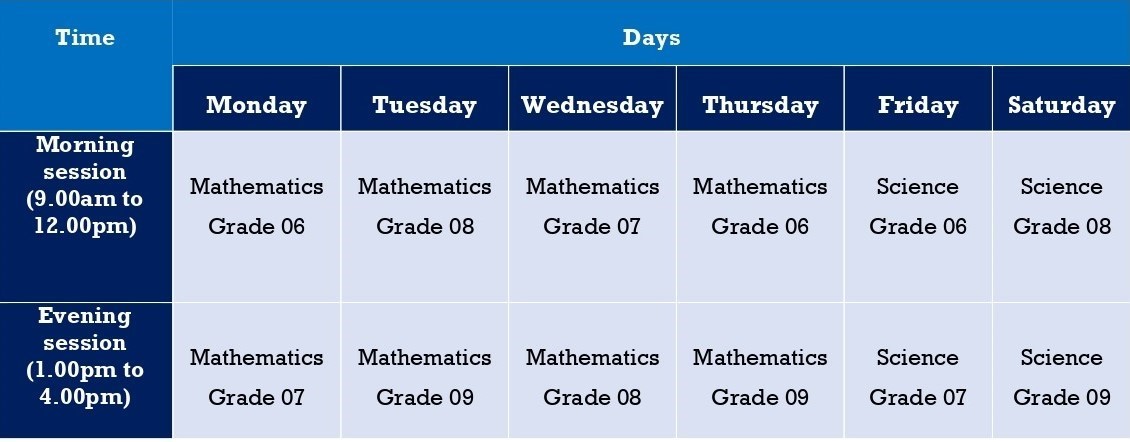 Time
Days
Monday
Tuesday
Wednesday
Thursday
Friday
Saturday
Morning
session
(9.00am to
12.00pm)
Mathematics
Grade 06
Mathematics
Grade 08
Mathematics
Grade 07
Mathematics
Grade 06
Science
Grade 06
Science
Grade 08
Evening
session
(1.00pm to
4.00pm)
Mathematics
Grade 07
Mathematics
Grade 09
Mathematics
Grade 08
Mathematics
Grade 09
Science
Grade 07
Science
Grade 09